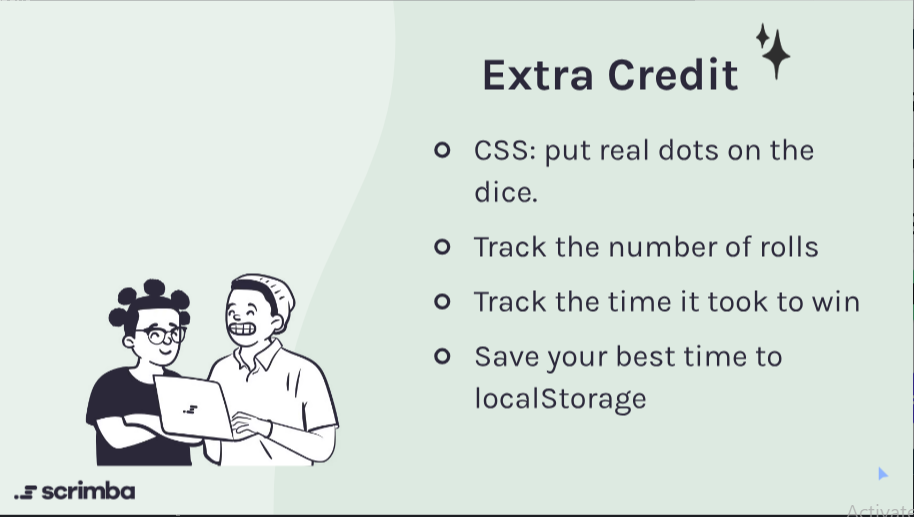 Extra Credit
CSS: put real dots on the
dice.
Track the number of rolls
Track the time it took to win
Save your best time to
localStorage
scrimba
Activate